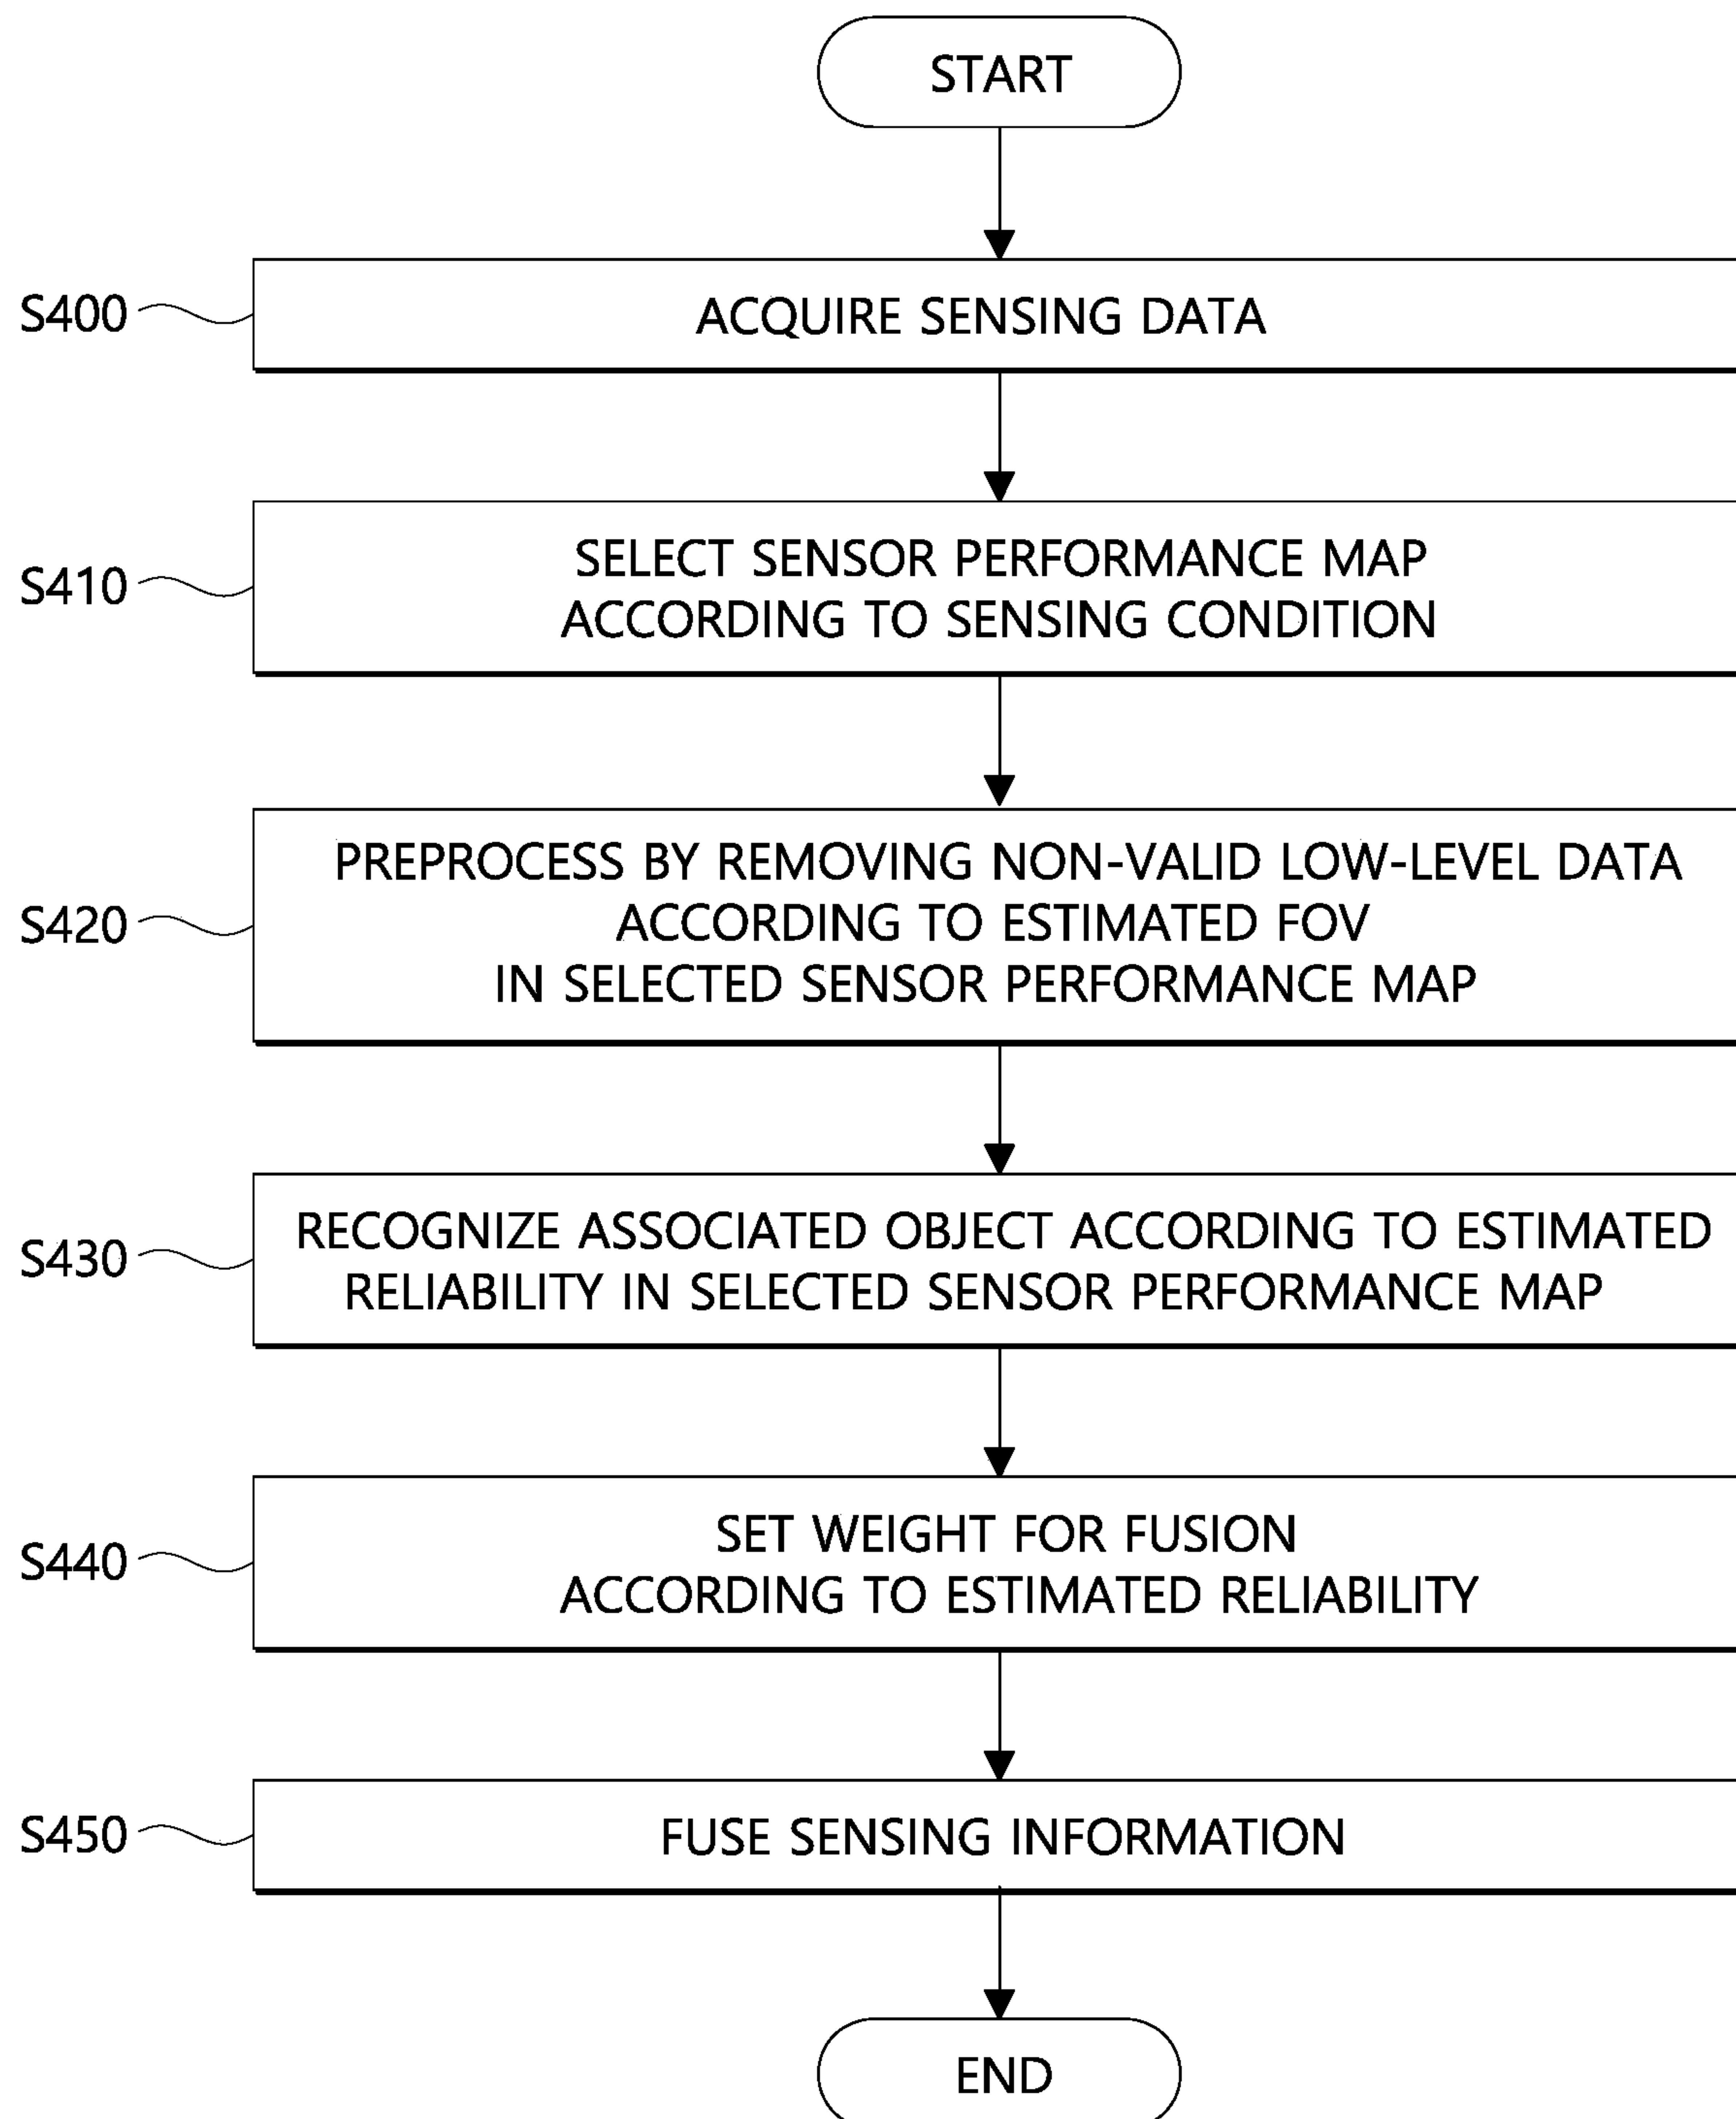 START
S400
ACQUIRE SENSING DATA
S410
SELECT SENSOR PERFORMANCE MAP
ACCORDING TO SENSING CONDITION
S420
PREPROCESS BY REMOVING NON-VALID LOW-LEVEL DATA
ACCORDING TO ESTIMATED FOV
IN SELECTED SENSOR PERFORMANCE MAP
S430
RECOGNIZE ASSOCIATED OBJECT ACCORDING TO ESTIMATED
RELIABILITY IN SELECTED SENSOR PERFORMANCE MAP
S440
SET WEIGHT FOR FUSION
ACCORDING TO ESTIMATED RELIABILITY
S450
FUSE SENSING INFORMATION
END